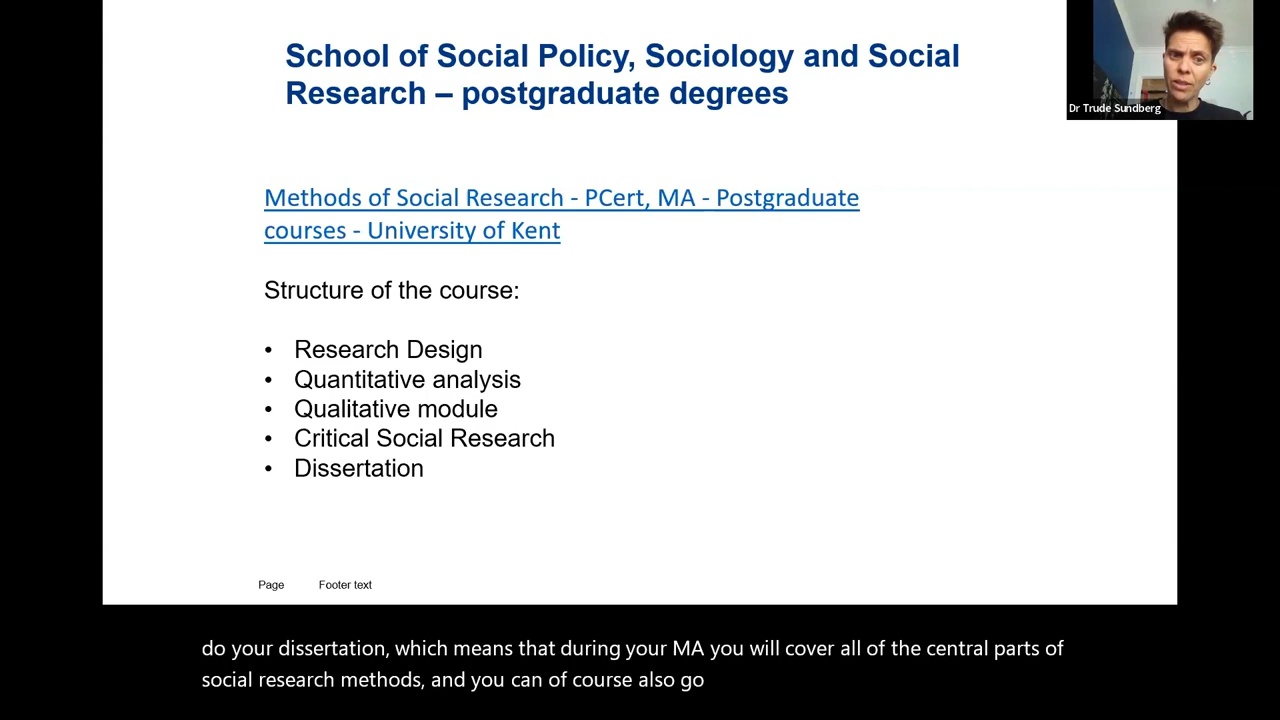 School of Social Policy, Sociology and Social
Research – postgraduate degrees
Dr Trude Sundberg
Methods of Social Research - PCert, MA - Postgraduate
courses - University of Kent
Structure of the course:
• Research Design
• Quantitative analysis
• Qualitative module
• Critical Social Research
• Dissertation
Page Footer text
do your dissertation, which means that during your MA you will cover all of the central parts of
social research methods, and you can of course also go